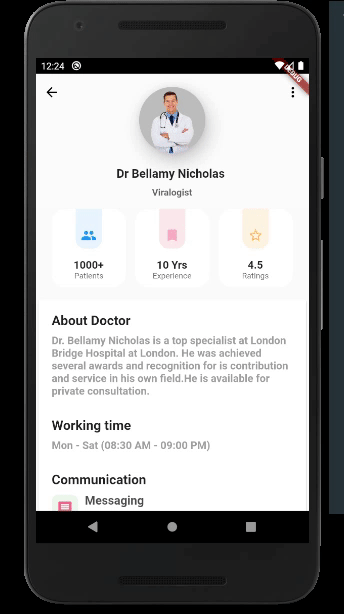 12:24
DEBUG
Dr Bellamy Nicholas
Viralogist
1000+
Patients
10 Yrs
Experience
4.5
Ratings
About Doctor
Dr. Bellamy Nicholas is a top specialist at London
Bridge Hospital at London. He was achieved
several awards and recognition for is contribution
and service in his own field.He is available for
private consultation.
Working time
Mon - Sat (08:30 AM - 09:00 PM)
Communication
Messaging